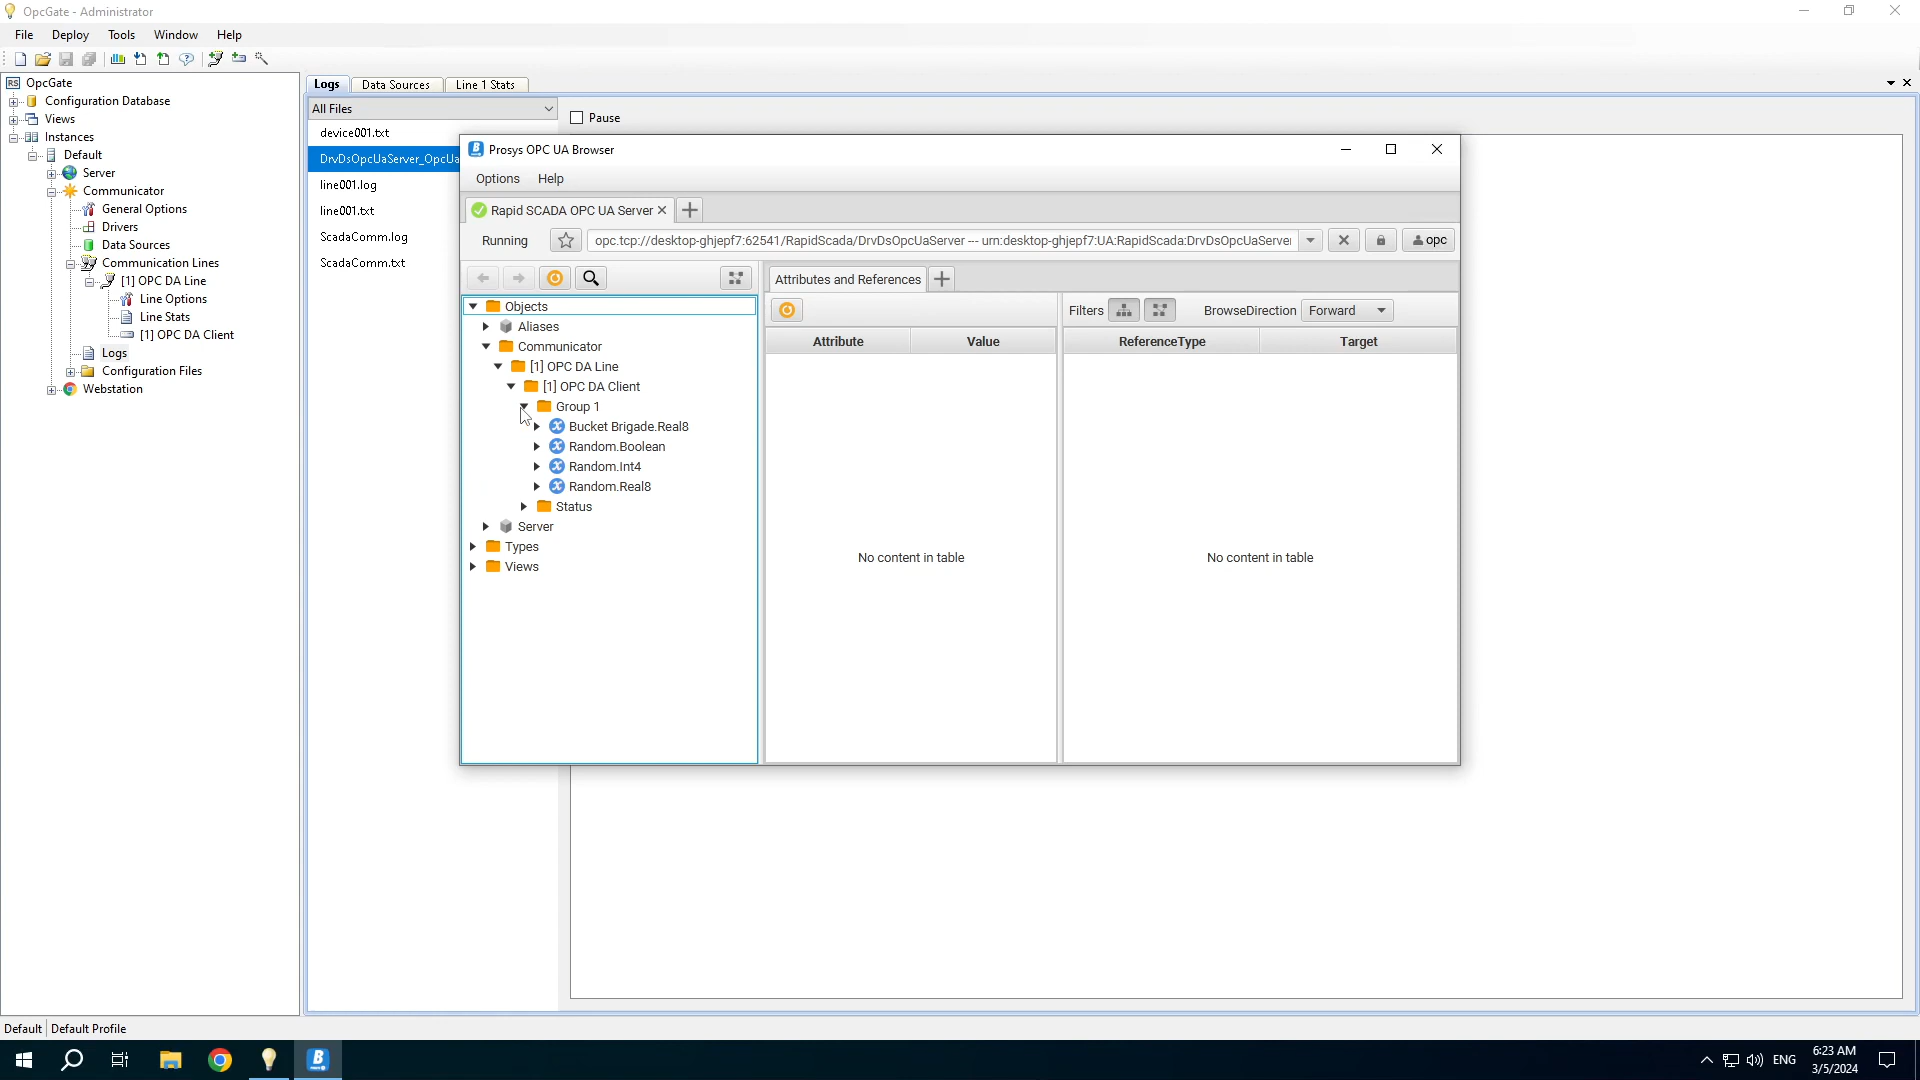 OpcGate - Administrator
File Deploy Tools Window Help
RS OpcGate
Configuration Database
Views
Instances
Default
Server
Communicator
General Options
Drivers
Data Sources
Communication Lines
[1] OPC DA Line
Line Options
Line Stats
[1] OPC DA Client
Logs
Configuration Files
Webstation
Logs Data Sources Line 1 Stats
All Files
Pause
device001.txt
DrvDsOpcUaServer_OpcUa
line001.log
line001.txt
ScadaComm.log
ScadaComm.txt
Prosys OPC UA Browser
Options Help
Rapid SCADA OPC UA Server
Running opc.tcp://desktop-ghjepf7:62541/RapidScada/DrvDsOpcUaServer --- urn:desktop-ghjepf7:UA:RapidScada:DrvDsOpcUaServer opc
Objects
Aliases
Communicator
[1] OPC DA Line
[1] OPC DA Client
Group 1
Bucket Brigade.Real8
Random.Boolean
Random.Int4
Random.Real8
Status
Server
Types
Views
Attributes and References
Attribute Value
No content in table
Filters BrowseDirection Forward
ReferenceType Target
No content in table
Default Default Profile
ENG
6:23 AM
3/5/2024